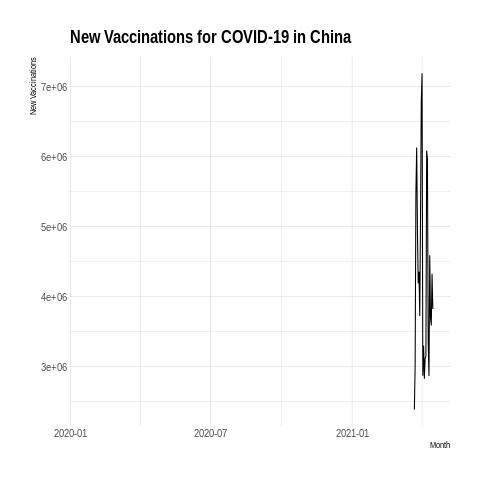 New Vaccinations for COVID-19 in China
New Vaccinations
7e+06
6e+06
5e+06
4e+06
3e+06
2020-01
2020-07
2021-01
Month